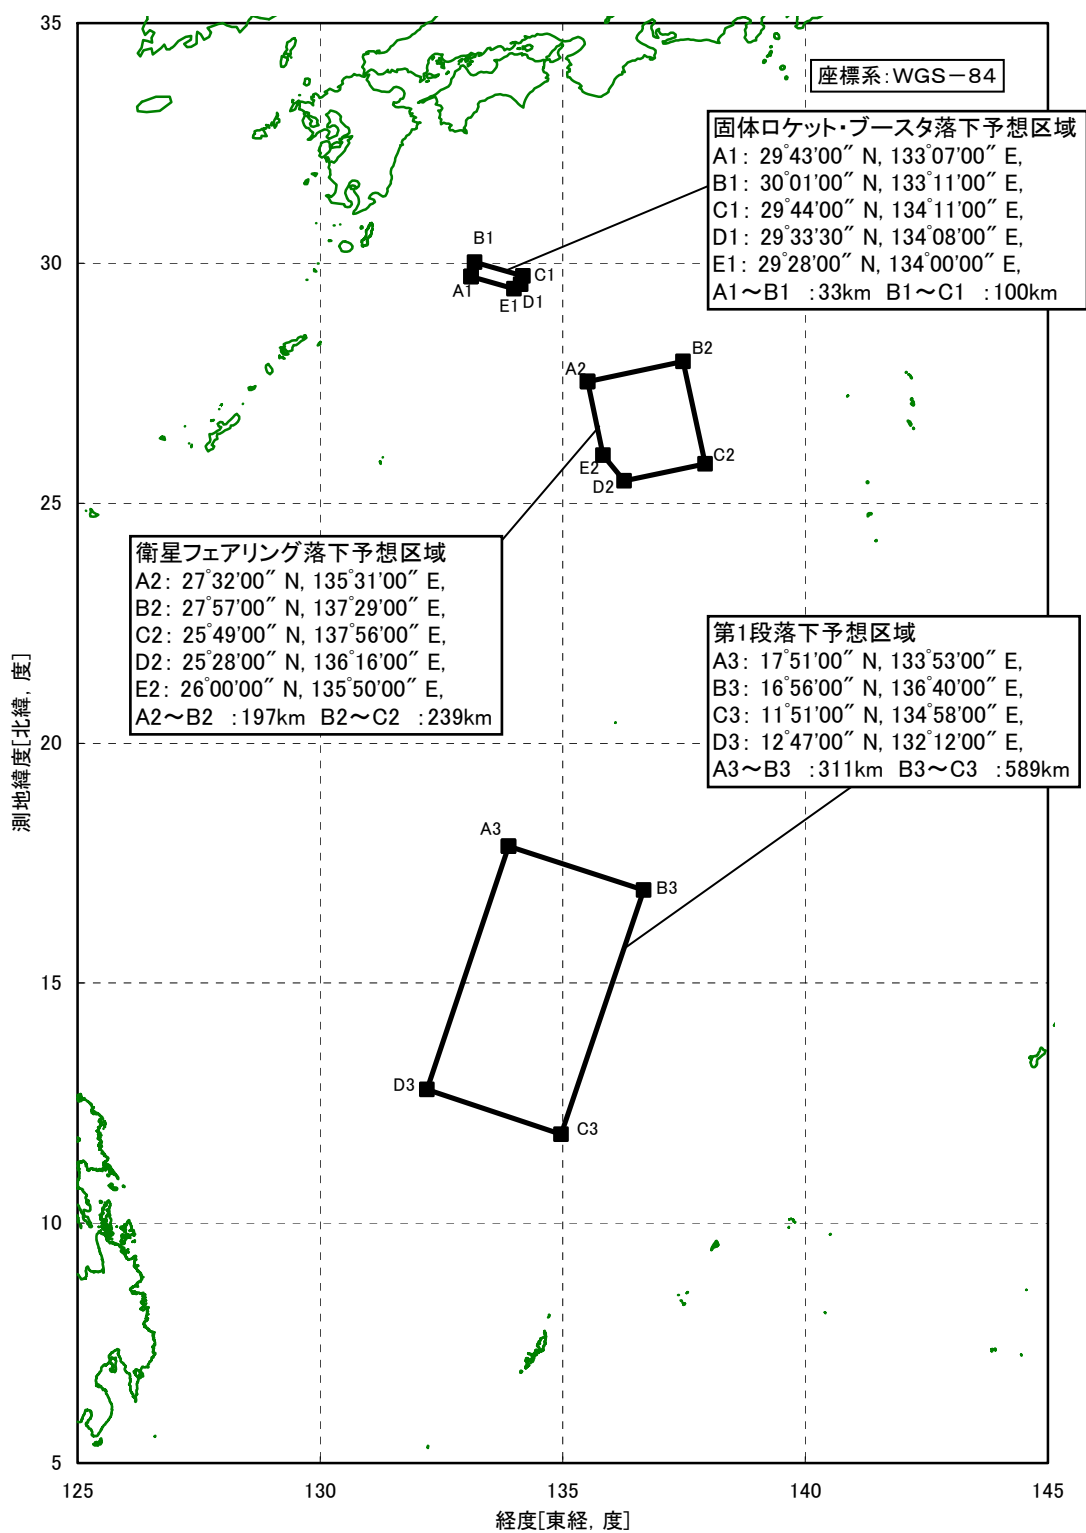 35
座標系:WGS－84
固体ロケット・ブースタ落下予想区域
A1: 29°43'00" N, 133°07'00" E,
B1: 30°01'00" N, 133°11'00" E,
C1: 29°44'00" N, 134°11'00" E,
D1: 29°33'30" N, 134°08'00" E,
E1: 29°28'00" N, 134°00'00" E,
A1～B1 :33km B1～C1 :100km
B1
30
C1
A1
D1
E1
B2
A2
C2
E2
D2
25
衛星フェアリング落下予想区域
A2: 27°32'00" N, 135°31'00" E,
B2: 27°57'00" N, 137°29'00" E,
C2: 25°49'00" N, 137°56'00" E,
D2: 25°28'00" N, 136°16'00" E,
E2: 26°00'00" N, 135°50'00" E,
A2～B2 :197km B2～C2 :239km
第1段落下予想区域
A3: 17°51'00" N, 133°53'00" E,
B3: 16°56'00" N, 136°40'00" E,
C3: 11°51'00" N, 134°58'00" E,
D3: 12°47'00" N, 132°12'00" E,
A3～B3 :311km B3～C3 :589km
測地緯度[北緯, 度]
20
A3
B3
15
D3
C3
10
5
125
130
135
140
145
経度[東経, 度]